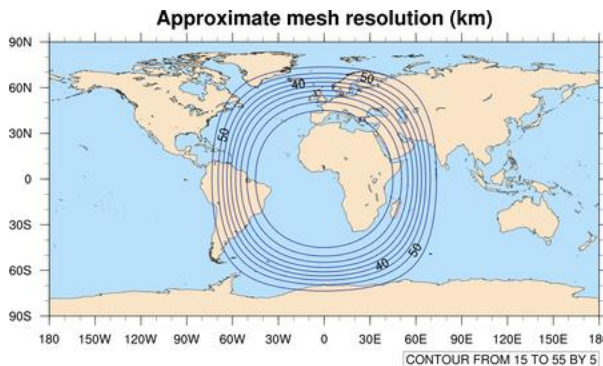 Approximate mesh resolution (km)
90N
60N
30N
0
30S
60S
90S
40
50
50
40
50
180 150W 120W 90W 60W 30W 0 30E 60E 90E 120E 150E 180
CONTOUR FROM 15 TO 55 BY 5